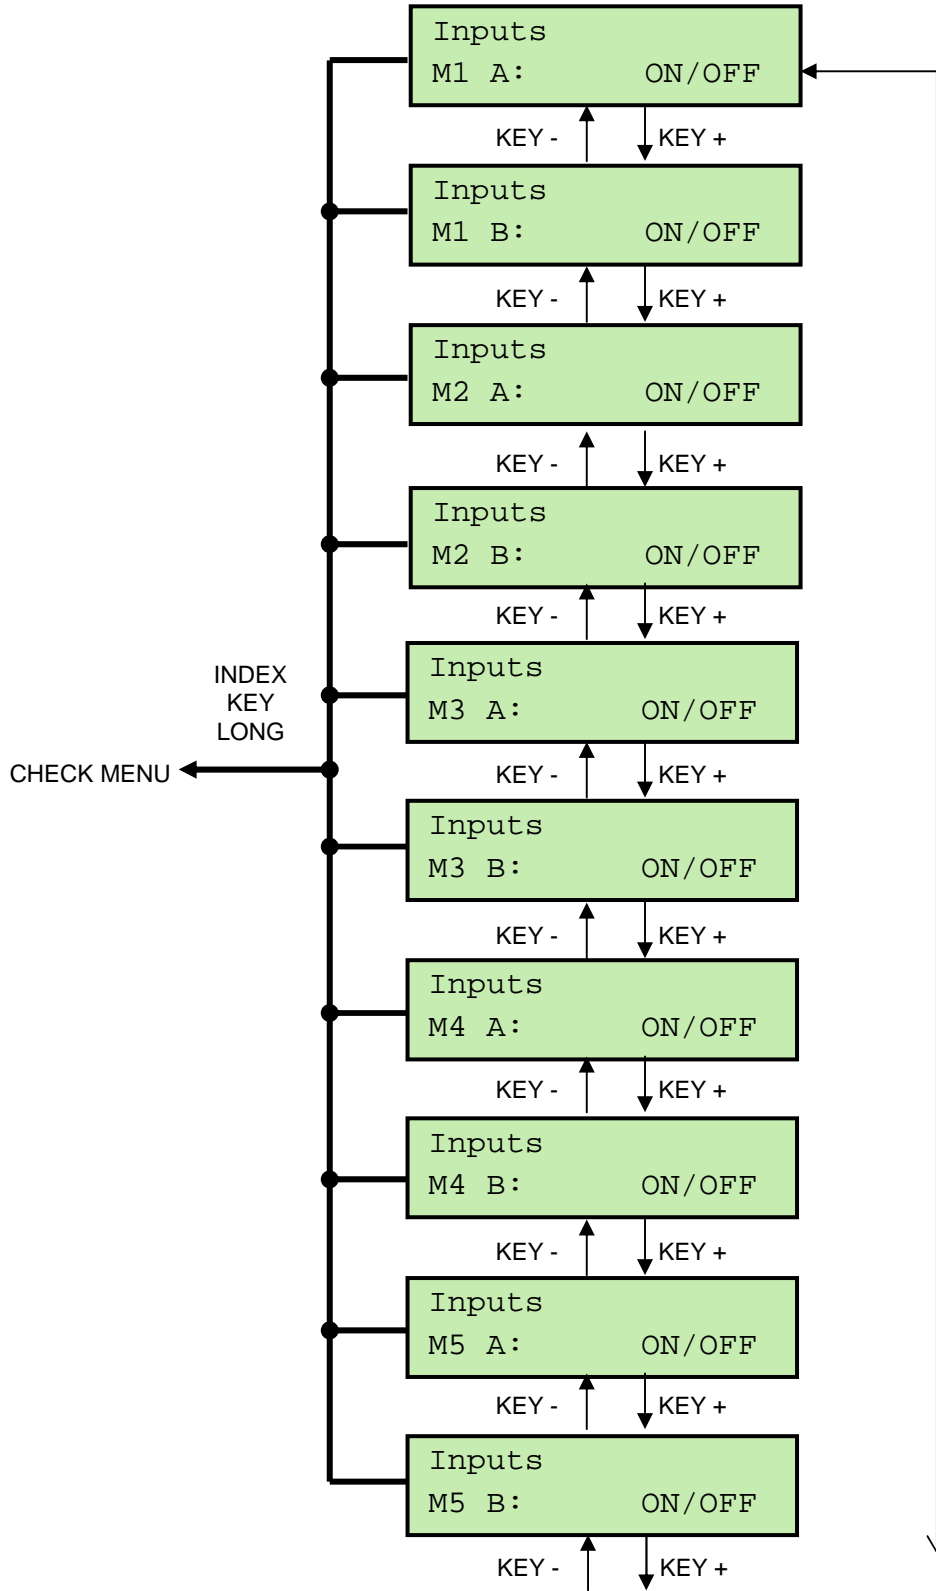 Inputs
M1 A: ON/OFF
KEY - KEY +
Inputs
M1 B: ON/OFF
KEY - KEY +
Inputs
M2 A: ON/OFF
KEY - KEY +
Inputs
M2 B: ON/OFF
KEY - KEY +
Inputs
M3 A: ON/OFF
INDEX
KEY
LONG
CHECK MENU
KEY - KEY +
Inputs
M3 B: ON/OFF
KEY - KEY +
Inputs
M4 A: ON/OFF
KEY - KEY +
Inputs
M4 B: ON/OFF
KEY - KEY +
Inputs
M5 A: ON/OFF
KEY - KEY +
Inputs
M5 B: ON/OFF
KEY - KEY +